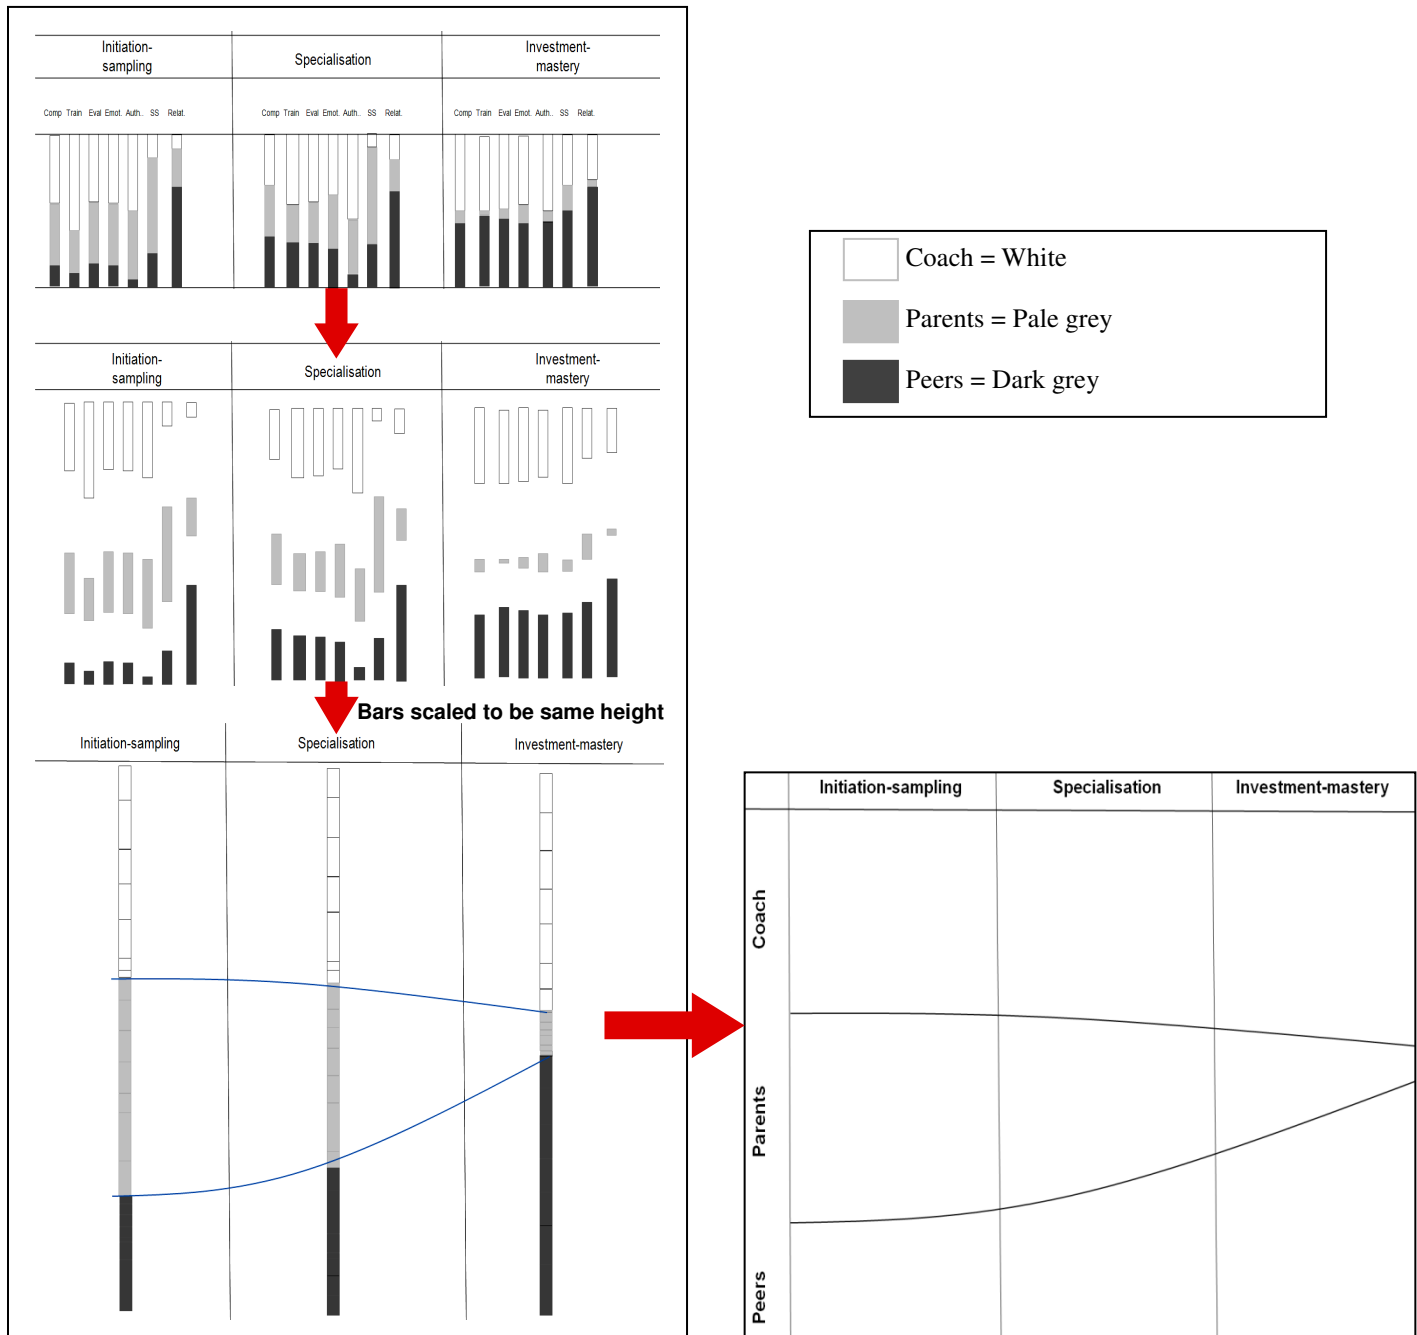 Initiation-
sampling
Specialisation
Investment-
mastery
Comp Train Eval Emot. Auth.. SS Relat.
Comp Train Eval Emot. Auth.. SS Relat.
Comp Train Eval Emot. Auth.. SS Relat.
Initiation-
sampling
Specialisation
Investment-
mastery
Bars scaled to be same height
Initiation-sampling
Specialisation
Investment-mastery
Coach = White
Parents = Pale grey
Peers = Dark grey
Initiation-sampling
Specialisation
Investment-mastery
Coach
Parents
Peers